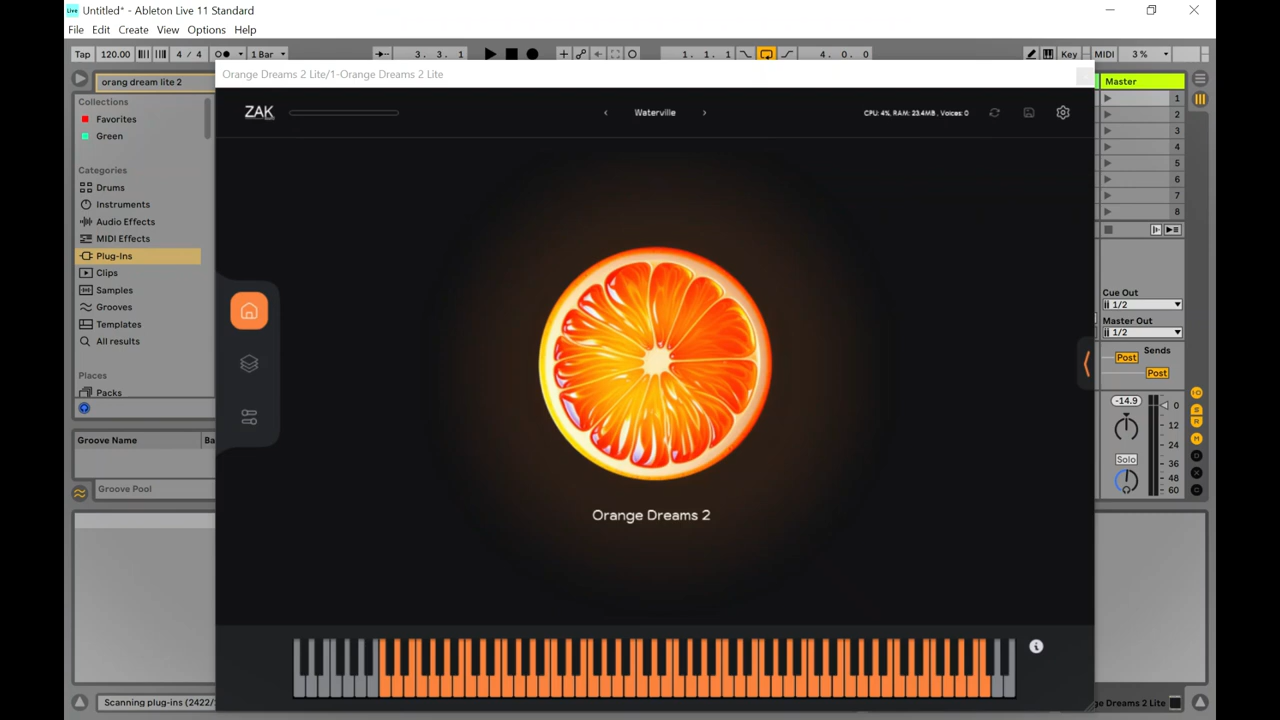 Live Untitled* - Ableton Live 11 Standard
File Edit Create View Options Help
Tap 120.00 4 / 4 1 Bar 3. 3. 1 1. 1. 1 4. 0. 0 Key MIDI 3 %
orang dream lite 2
Orange Dreams 2 Lite/1-Orange Dreams 2 Lite
Master
Collections
Favorites
Green
Categories
Drums
Instruments
Audio Effects
MIDI Effects
Plug-Ins
Clips
Samples
Grooves
Templates
All results
Places
Packs
Groove Name Ba
Groove Pool
Scanning plug-ins (2422/
ZAK
Waterville
CPU: 4%, RAM: 23.4MB , Voices: 0
Orange Dreams 2
i
1
2
3
4
5
6
7
8
Cue Out
1/2
Master Out
1/2
Sends
Post
Post
-14.9
0
12
24
Solo
36
48
60
I·O
S
R
M
D
X
C
ge Dreams 2 Lite